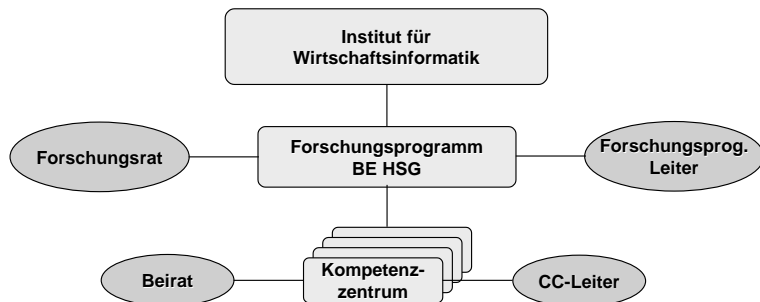 Institut für
Wirtschaftsinformatik
Forschungsrat
Forschungsprogramm
BE HSG
Forschungsprog.
Leiter
Beirat
Kompetenz-
zentrum
CC-Leiter